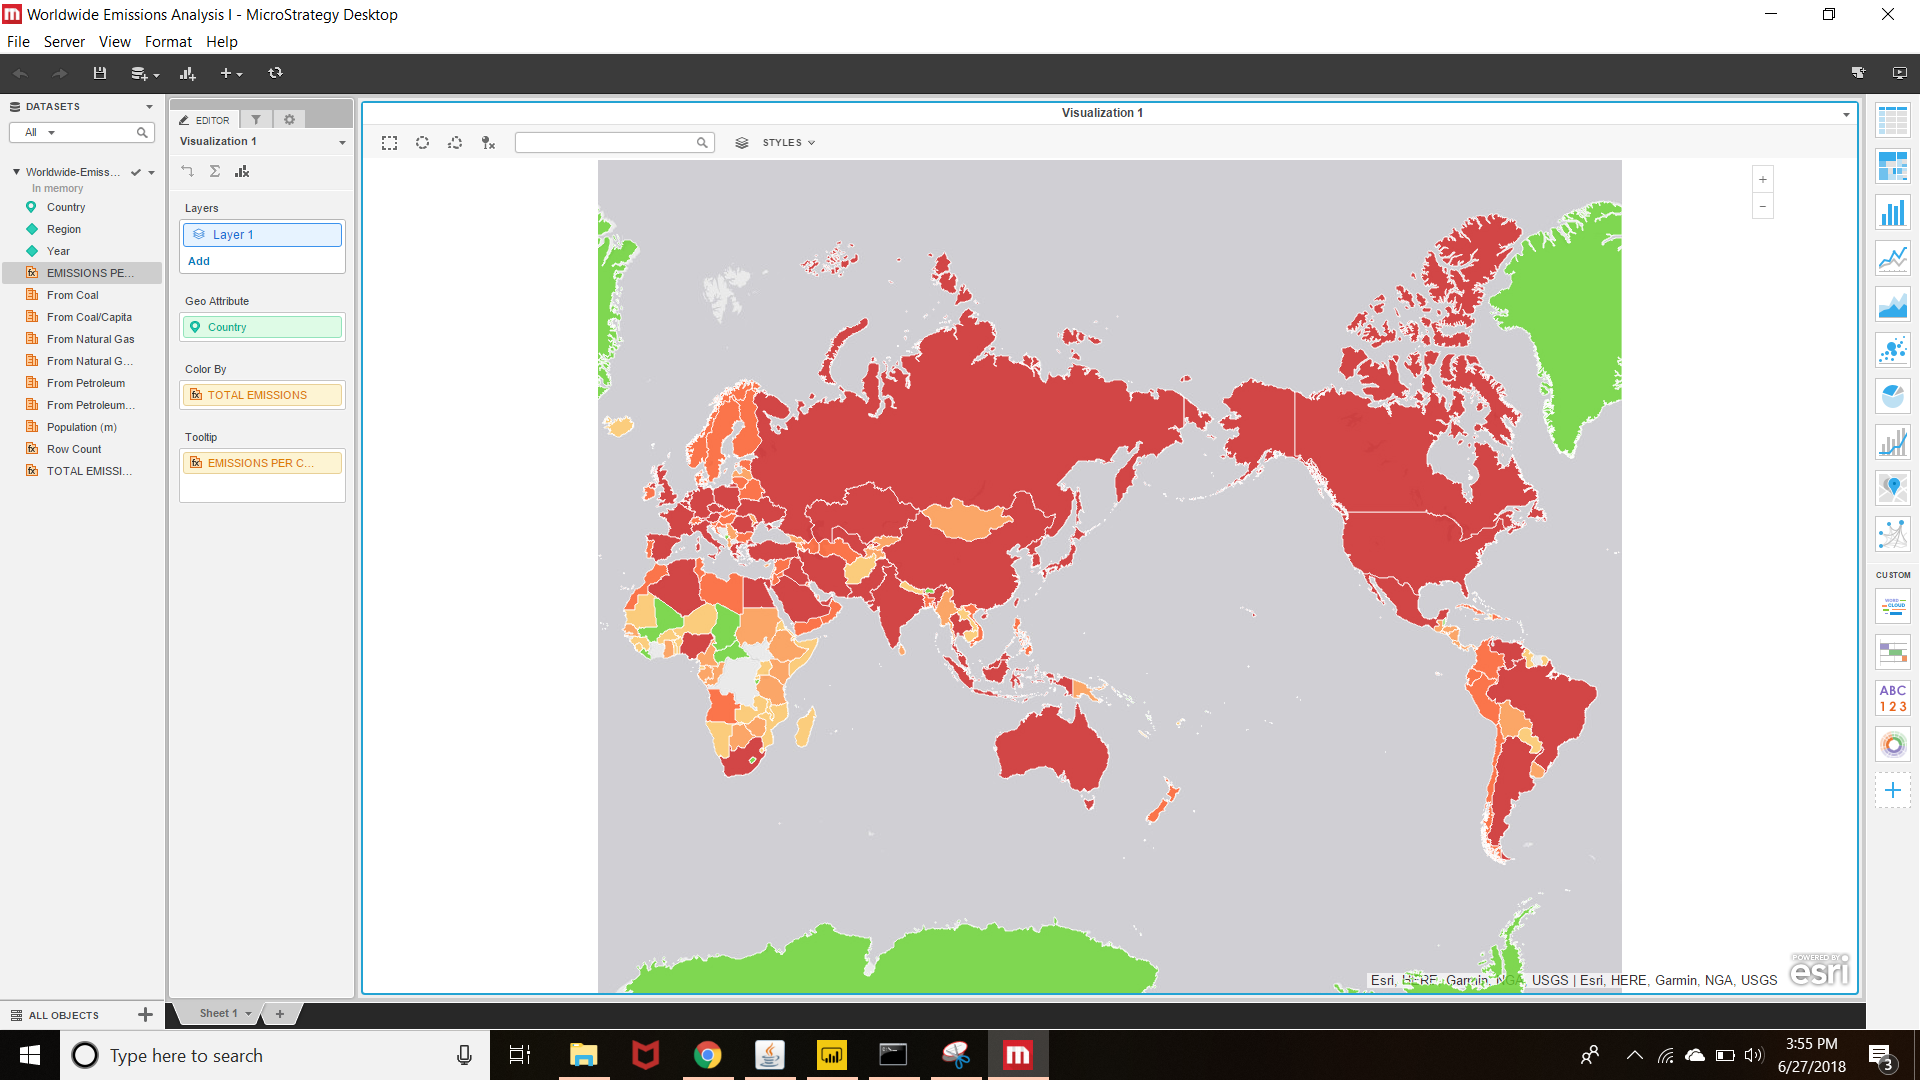 Worldwide Emissions Analysis I - MicroStrategy Desktop
File Server View Format Help
DATASETS
All
Worldwide-Emiss...
In memory
Country
Region
Year
EMISSIONS PE...
From Coal
From Coal/Capita
From Natural Gas
From Natural G...
From Petroleum
From Petroleum...
Population (m)
Row Count
TOTAL EMISSI...
ALL OBJECTS
EDITOR
Visualization 1
Layers
Layer 1
Add
Geo Attribute
Country
Color By
TOTAL EMISSIONS
Tooltip
EMISSIONS PER C...
Visualization 1
STYLES
+
−
Esri, HERE, Garmin, NGA, USGS | Esri, HERE, Garmin, NGA, USGS
POWERED BY
esri
CUSTOM
WORD
CLOUD
ABC
123
Sheet 1
Type here to search
3:55 PM
6/27/2018
3